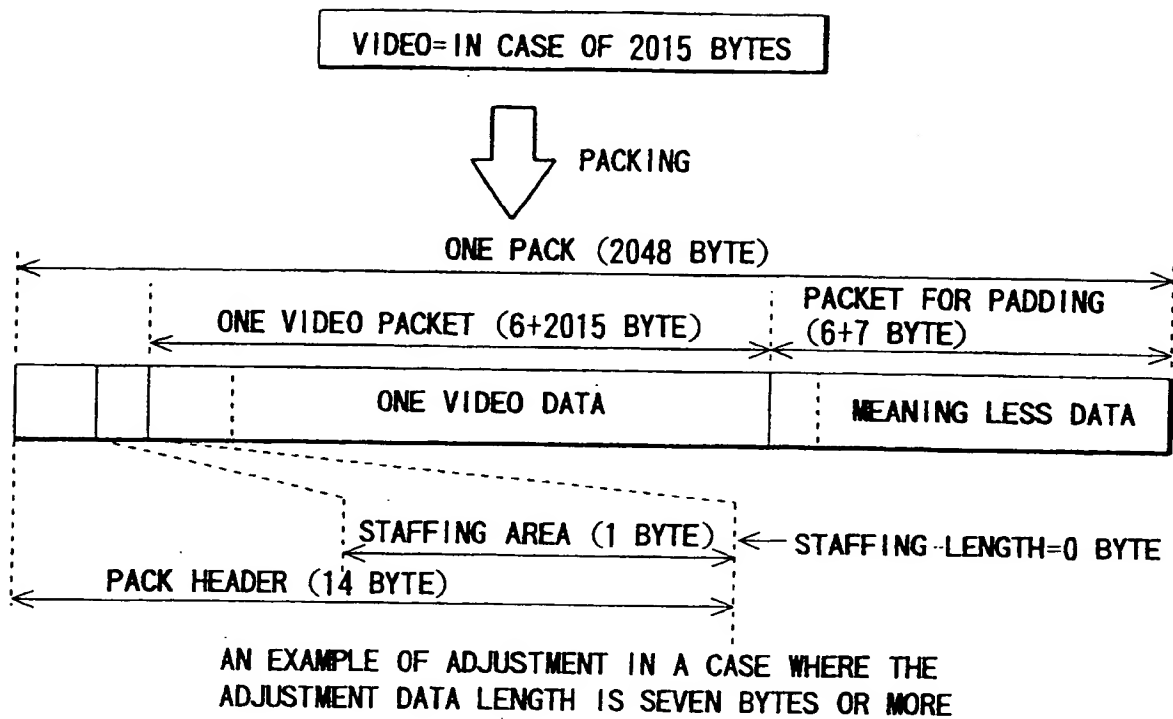 VIDEO=IN CASE OF 2015 BYTES
PACKING
ONE PACK (2048 BYTE)
PACKET FOR PADDING
(6+7 BYTE)
ONE VIDEO PACKET (6+2015 BYTE)
ONE VIDEO DATA
MEANING LESS DATA
STAFFING AREA (1 BYTE)
STAFFING-LENGTH=0 BYTE
PACK HEADER (14 BYTE)
AN EXAMPLE OF ADJUSTMENT IN A CASE WHERE THE
ADJUSTMENT DATA LENGTH IS SEVEN BYTES OR MORE